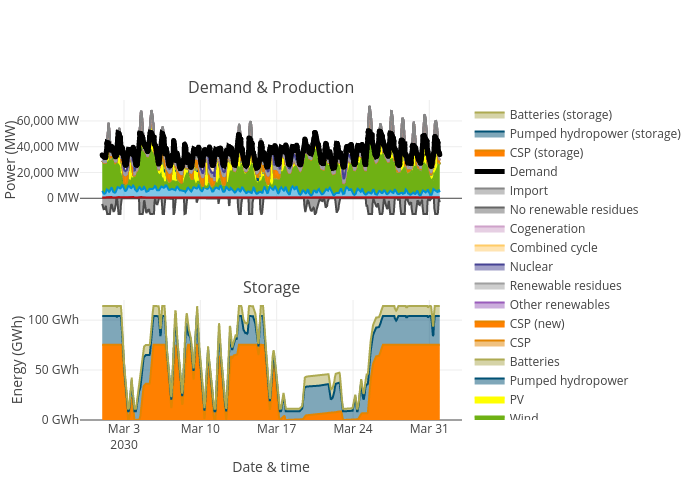 Demand & Production
Power (MW)
60,000 MW
40,000 MW
20,000 MW
0 MW
Storage
Energy (GWh)
100 GWh
50 GWh
0 GWh
Mar 3
2030
Mar 10
Mar 17
Mar 24
Mar 31
Date & time
Batteries (storage)
Pumped hydropower (storage)
CSP (storage)
Demand
Import
No renewable residues
Cogeneration
Combined cycle
Nuclear
Renewable residues
Other renewables
CSP (new)
CSP
Batteries
Pumped hydropower
PV
Wind